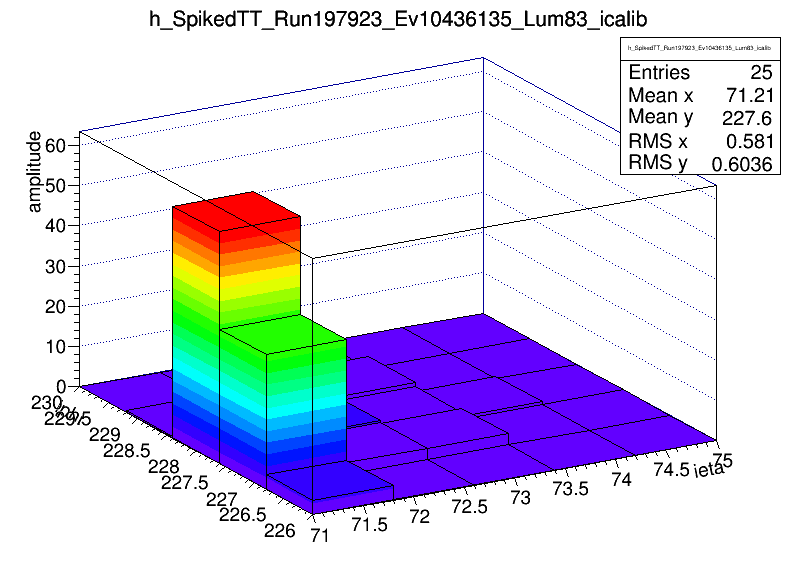 h_SpikedTT_Run197923_Ev10436135_Lum83_icalib
h_SpikedTT_Run197923_Ev10436135_Lum83_icalib
Entries 25
Mean x 71.21
Mean y 227.6
RMS x 0.581
RMS y 0.6036
amplitude
60
50
40
30
20
10
0
230
229.5
229
228.5
228
227.5
227
226.5
226
71
71.5
72
72.5
73
73.5
74
74.5
75
ieta